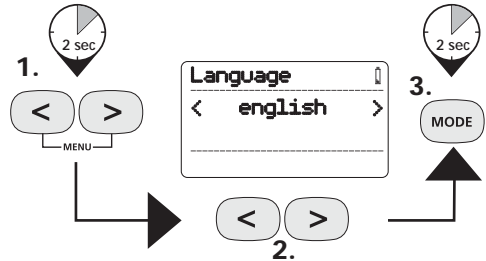 2 sec
1.
< >
MENU
Language
< english >
< >
2.
2 sec
3.
MODE